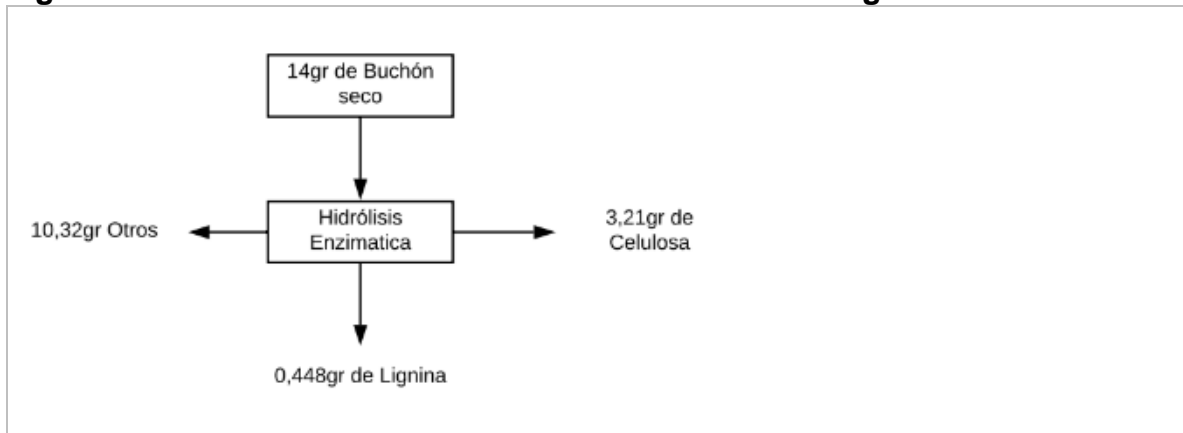 14gr de Buchón
seco
10,32gr Otros
Hidrólisis
Enzimatica
3,21gr de
Celulosa
0,448gr de Lignina